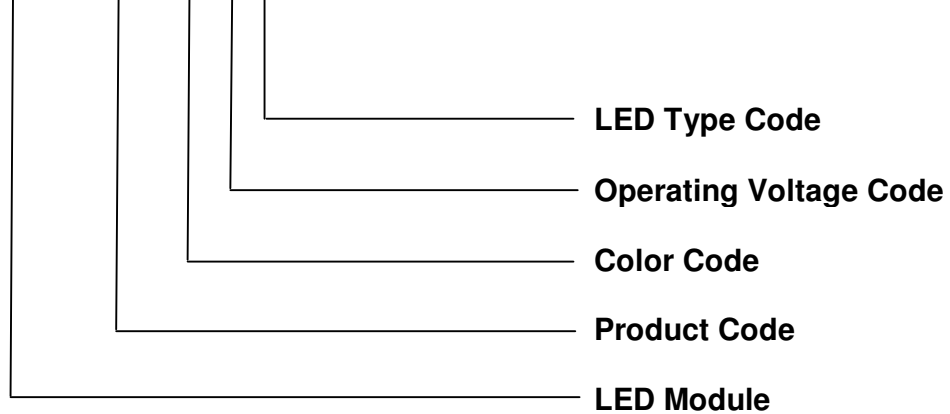 LED Type Code
Operating Voltage Code
Color Code
Product Code
LED Module